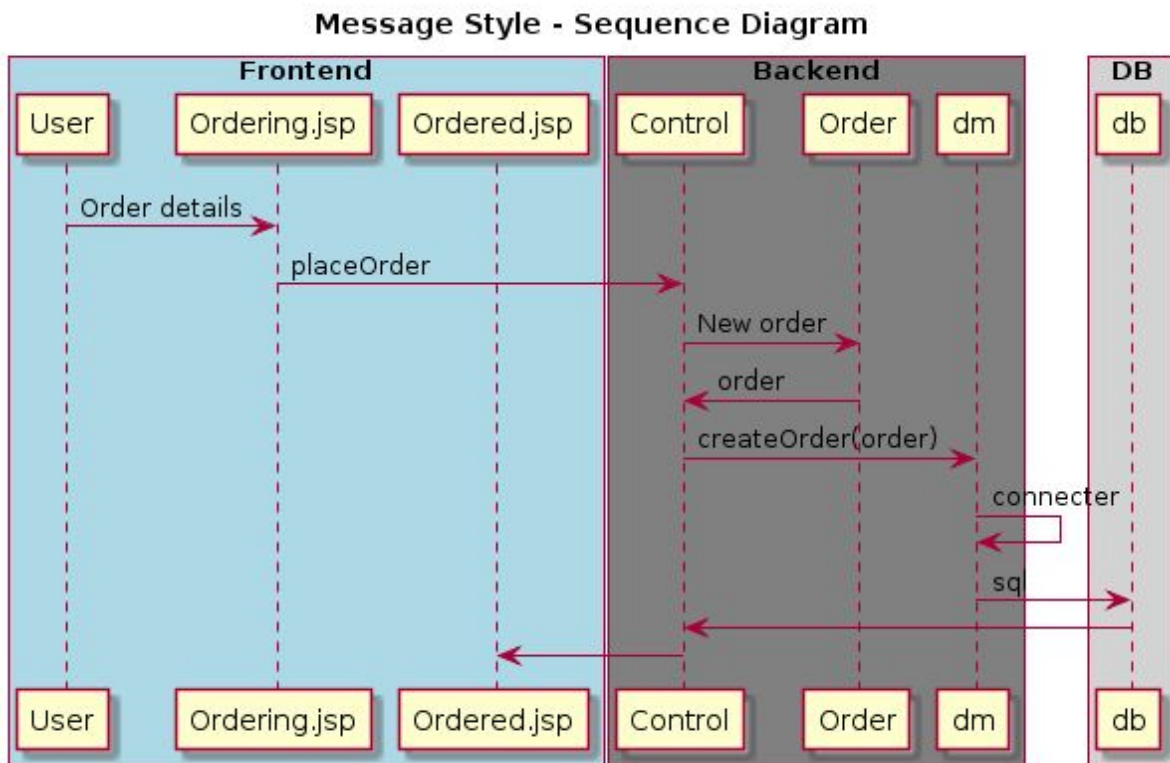 Message Style - Sequence Diagram
Frontend Backend DB
User Ordering.jsp Ordered.jsp Control Order dm db
Order details
placeOrder
New order
order
createOrder(order)
connecter
sql
User Ordering.jsp Ordered.jsp Control Order dm db